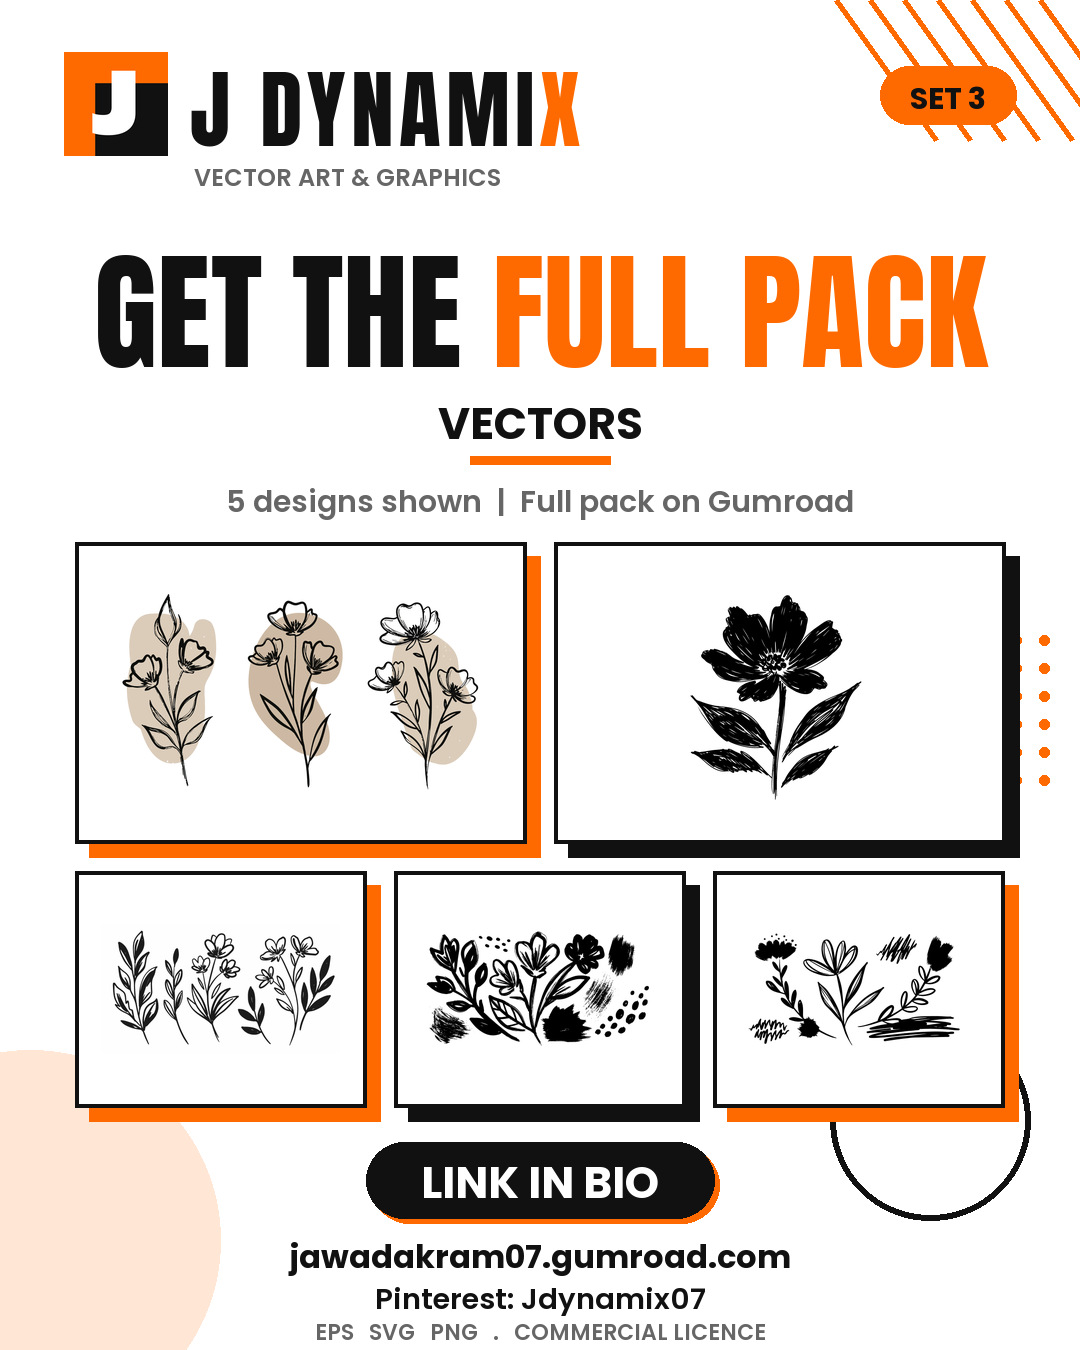 J DYNAMIX
VECTOR ART & GRAPHICS
SET 3
GET THE FULL PACK
VECTORS
5 designs shown | Full pack on Gumroad
LINK IN BIO
jawadakram07.gumroad.com
Pinterest: Jdynamix07
EPS SVG PNG . COMMERCIAL LICENCE